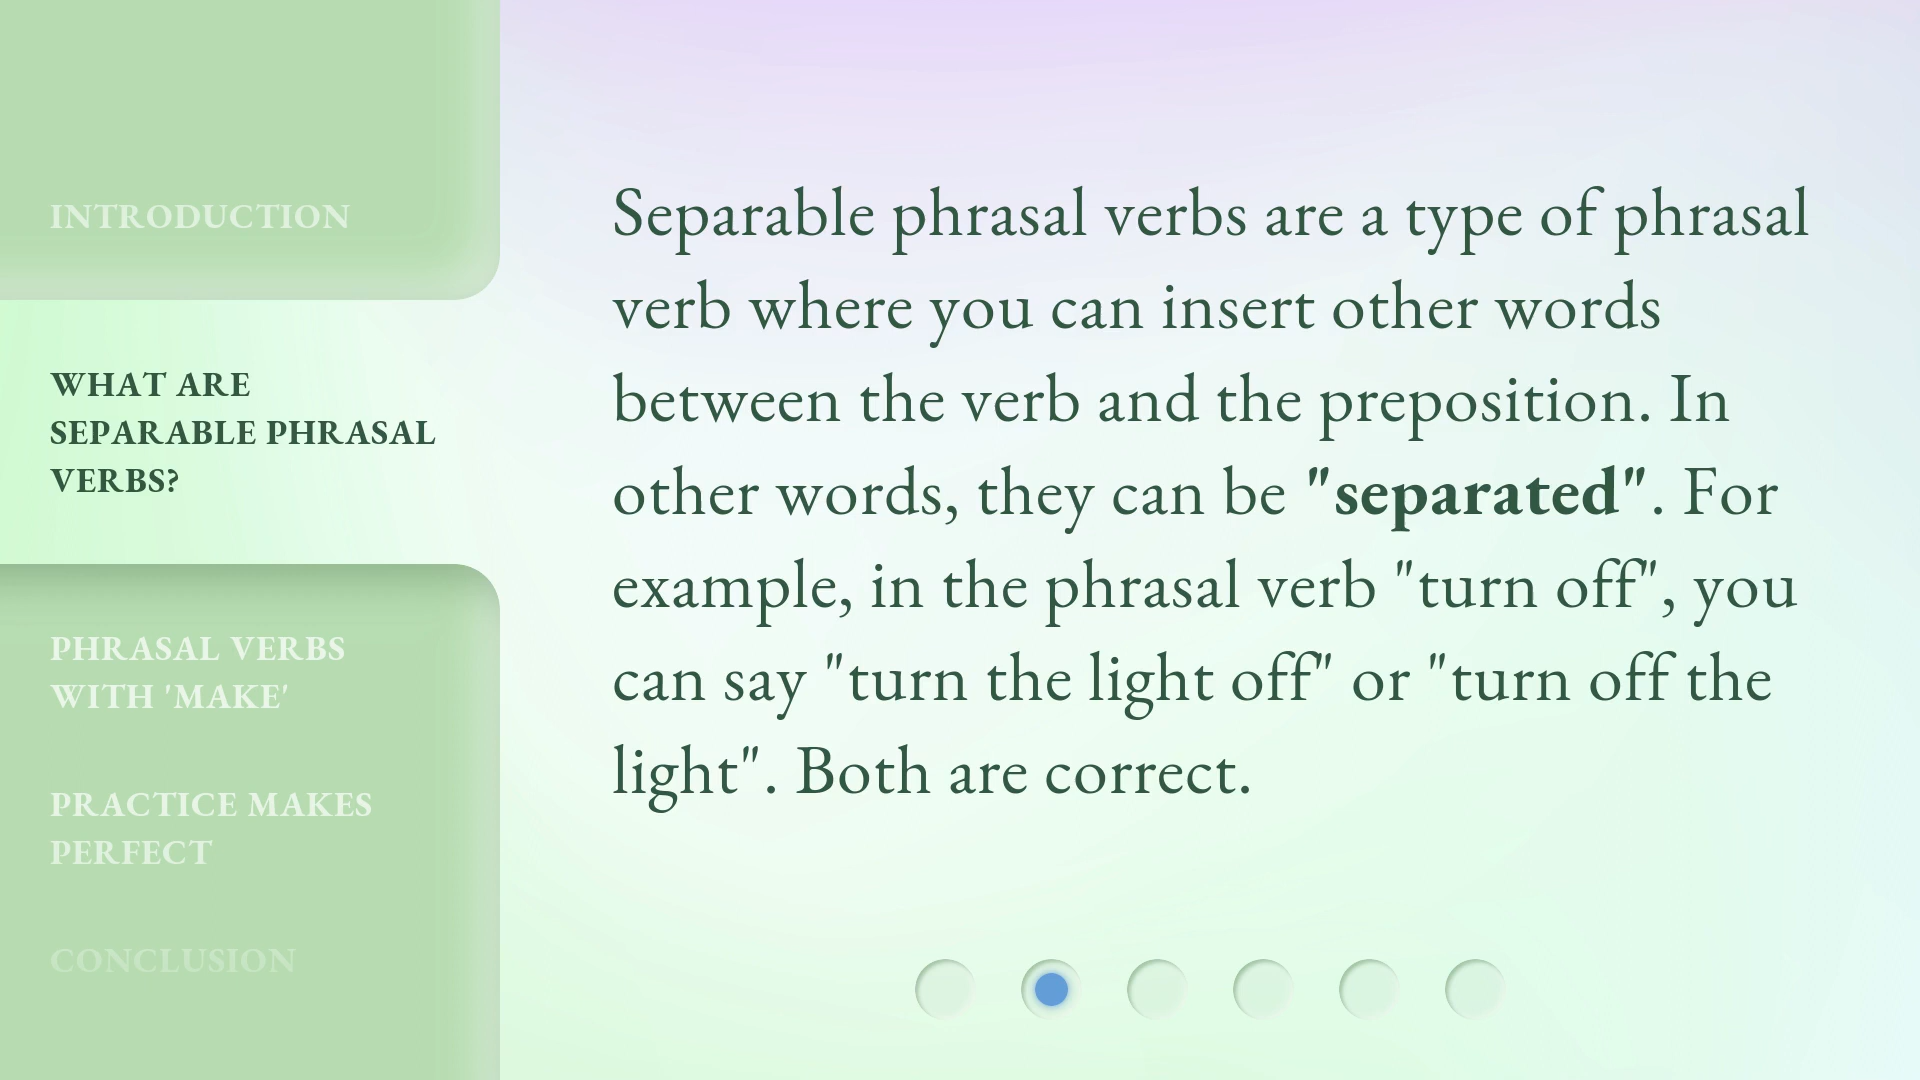 INTRODUCTION
WHAT ARE
SEPARABLE PHRASAL
VERBS?
PHRASAL VERBS
WITH 'MAKE'
PRACTICE MAKES
PERFECT
CONCLUSION
Separable phrasal verbs are a type of phrasal
verb where you can insert other words
between the verb and the preposition. In
other words, they can be "separated". For
example, in the phrasal verb "turn off", you
can say "turn the light off" or "turn off the
light". Both are correct.